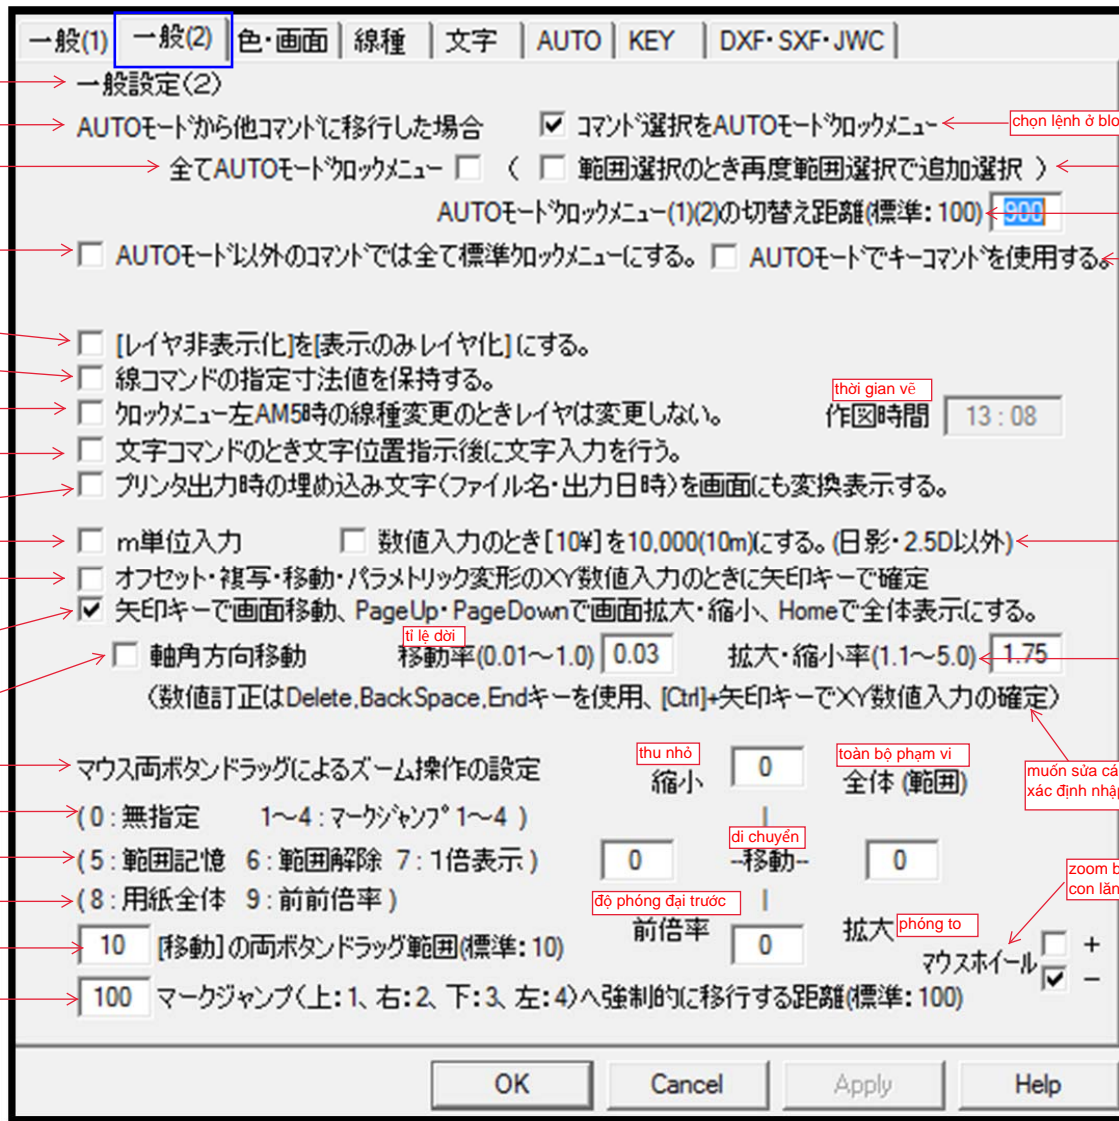 一般(1) 一般(2) 色・画面 線種 文字 AUTO KEY DXF・SXF・JWC
一般設定(2)
AUTOモードから他コマンドに移行した場合 コマンド選択をAUTOモードクロックメニュー chọn lệnh ở blo
全てAUTOモードクロックメニュー ( 範囲選択のとき再度範囲選択で追加選択 )
AUTOモードクロックメニュー(1)(2)の切替え距離(標準:100) 900
AUTOモード以外のコマンドでは全て標準クロックメニューにする。 AUTOモードでキーコマンドを使用する。
[レイヤ非表示化]を[表示のみレイヤ化]にする。
線コマンドの指定寸法値を保持する。
thời gian vẽ
クロックメニュー左AM5時の線種変更のときレイヤは変更しない。 作図時間 13 : 08
文字コマンドのとき文字位置指示後に文字入力を行う。
プリンタ出力時の埋め込み文字(ファイル名・出力日時)を画面にも変換表示する。
m単位入力 数値入力のとき[10¥]を10,000(10m)にする。(日影・2.5D以外)
オフセット・複写・移動・パラメトリック変形のXY数値入力のときに矢印キーで確定
矢印キーで画面移動、PageUp・PageDownで画面拡大・縮小、Homeで全体表示にする。
tỉ lệ dời
軸角方向移動 移動率(0.01～1.0) 0.03 拡大・縮小率(1.1～5.0) 1.75
(数値訂正はDelete,BackSpace,Endキーを使用、[Ctrl]+矢印キーでXY数値入力の確定)
thu nhỏ toàn bộ phạm vi
マウス両ボタンドラッグによるズーム操作の設定 縮小 0 全体 (範囲)
muốn sửa cá
xác định nhập
(0:無指定 1～4:マークジャンプ1～4 )
di chuyển
(5:範囲記憶 6:範囲解除 7:1倍表示) 0 --移動-- 0
zoom b
con lăn
(8:用紙全体 9:前前倍率)
độ phóng đại trước
10 [移動]の両ボタンドラッグ範囲(標準:10) 前倍率 0 拡大 phóng to
マウスホイール + −
100 マークジャンプ(上:1、右:2、下:3、左:4)へ強制的に移行する距離(標準:100)
OK Cancel Apply Help